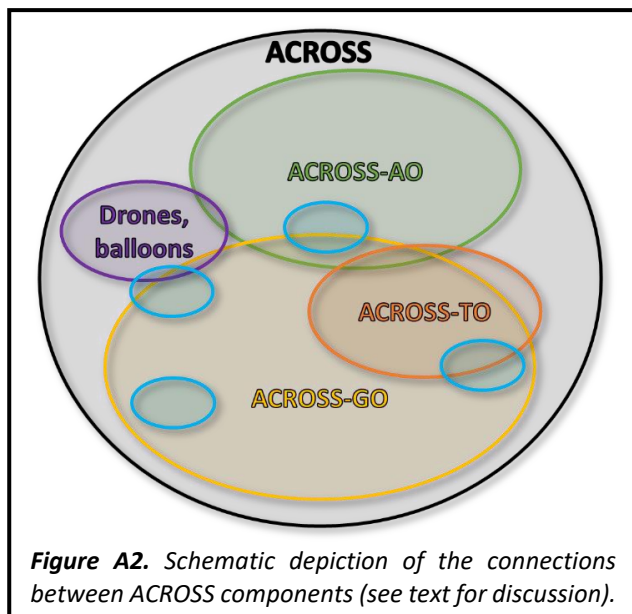 ACROSS
ACROSS-AO
Drones,
balloons
ACROSS-TO
ACROSS-GO
Figure A2. Schematic depiction of the connections
between ACROSS components (see text for discussion).